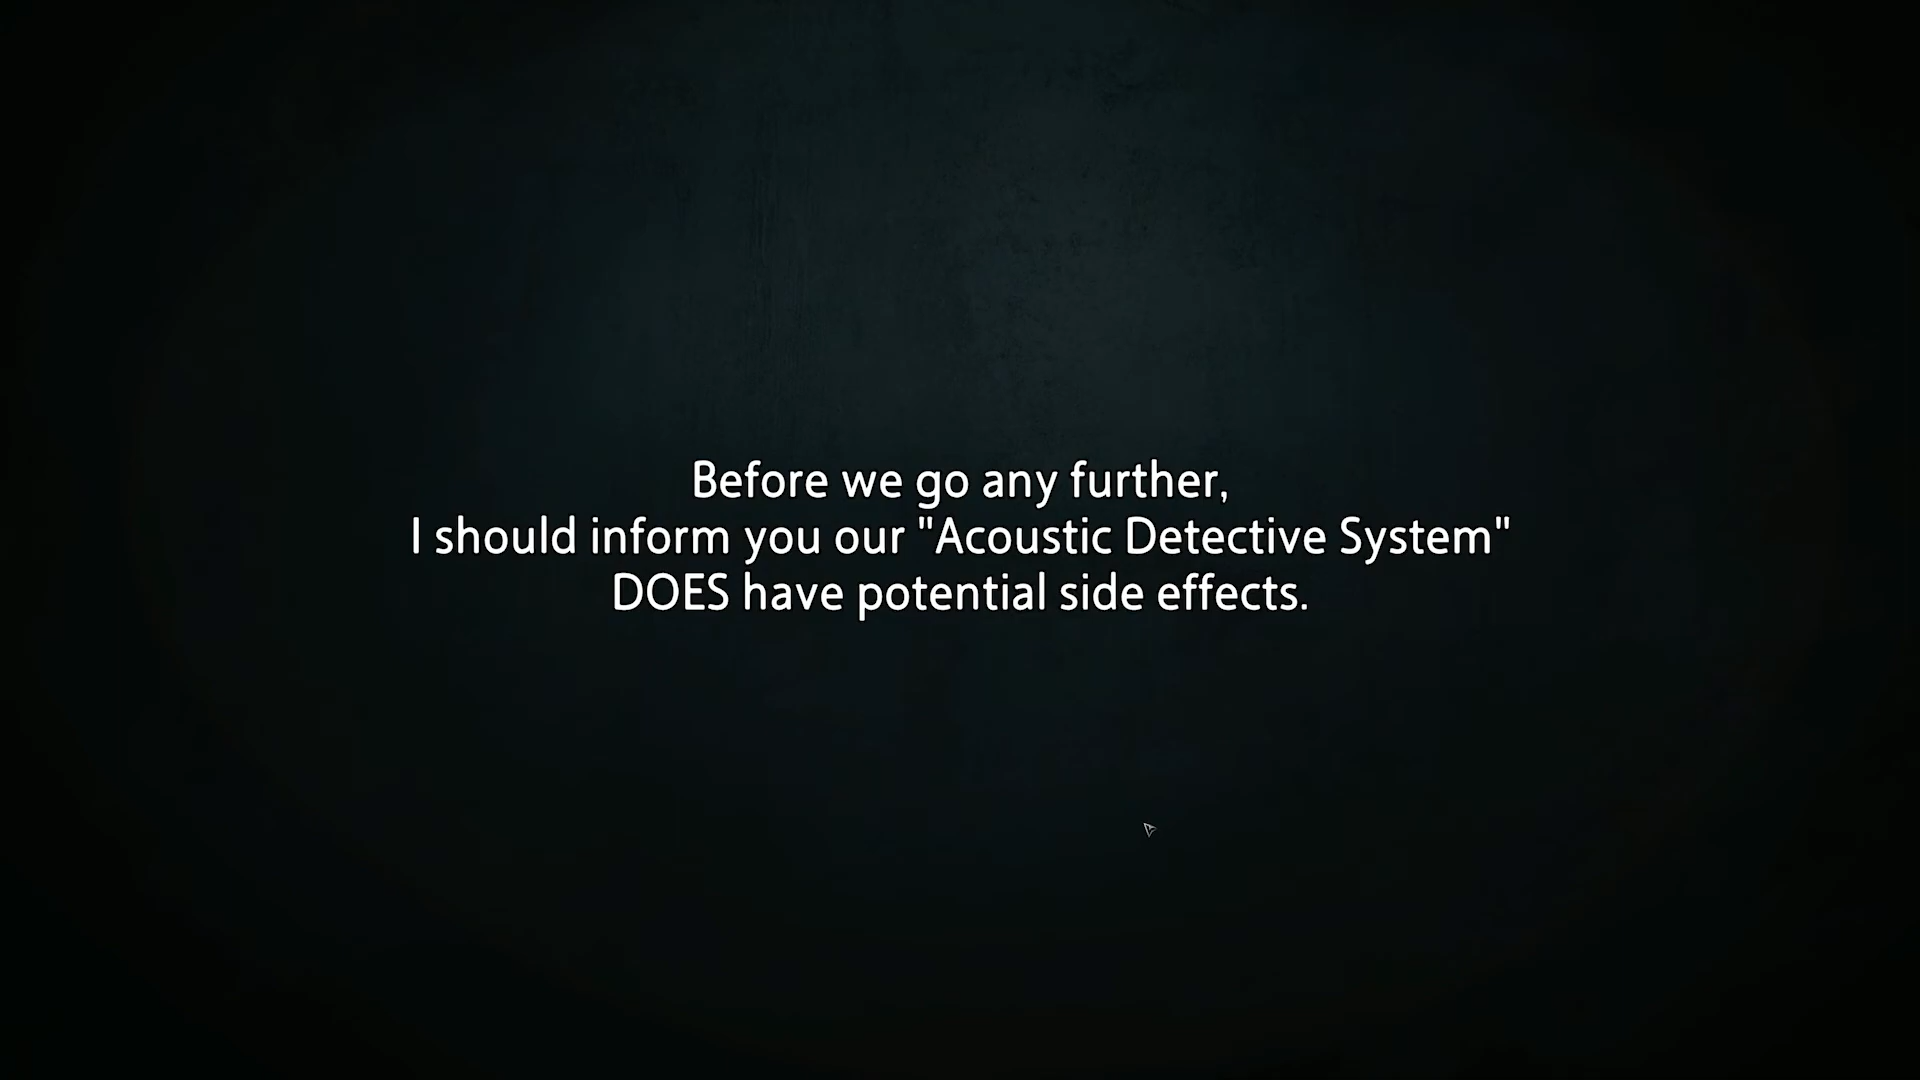 Before we go any further,
I should inform you our "Acoustic Detective System"
DOES have potential side effects.